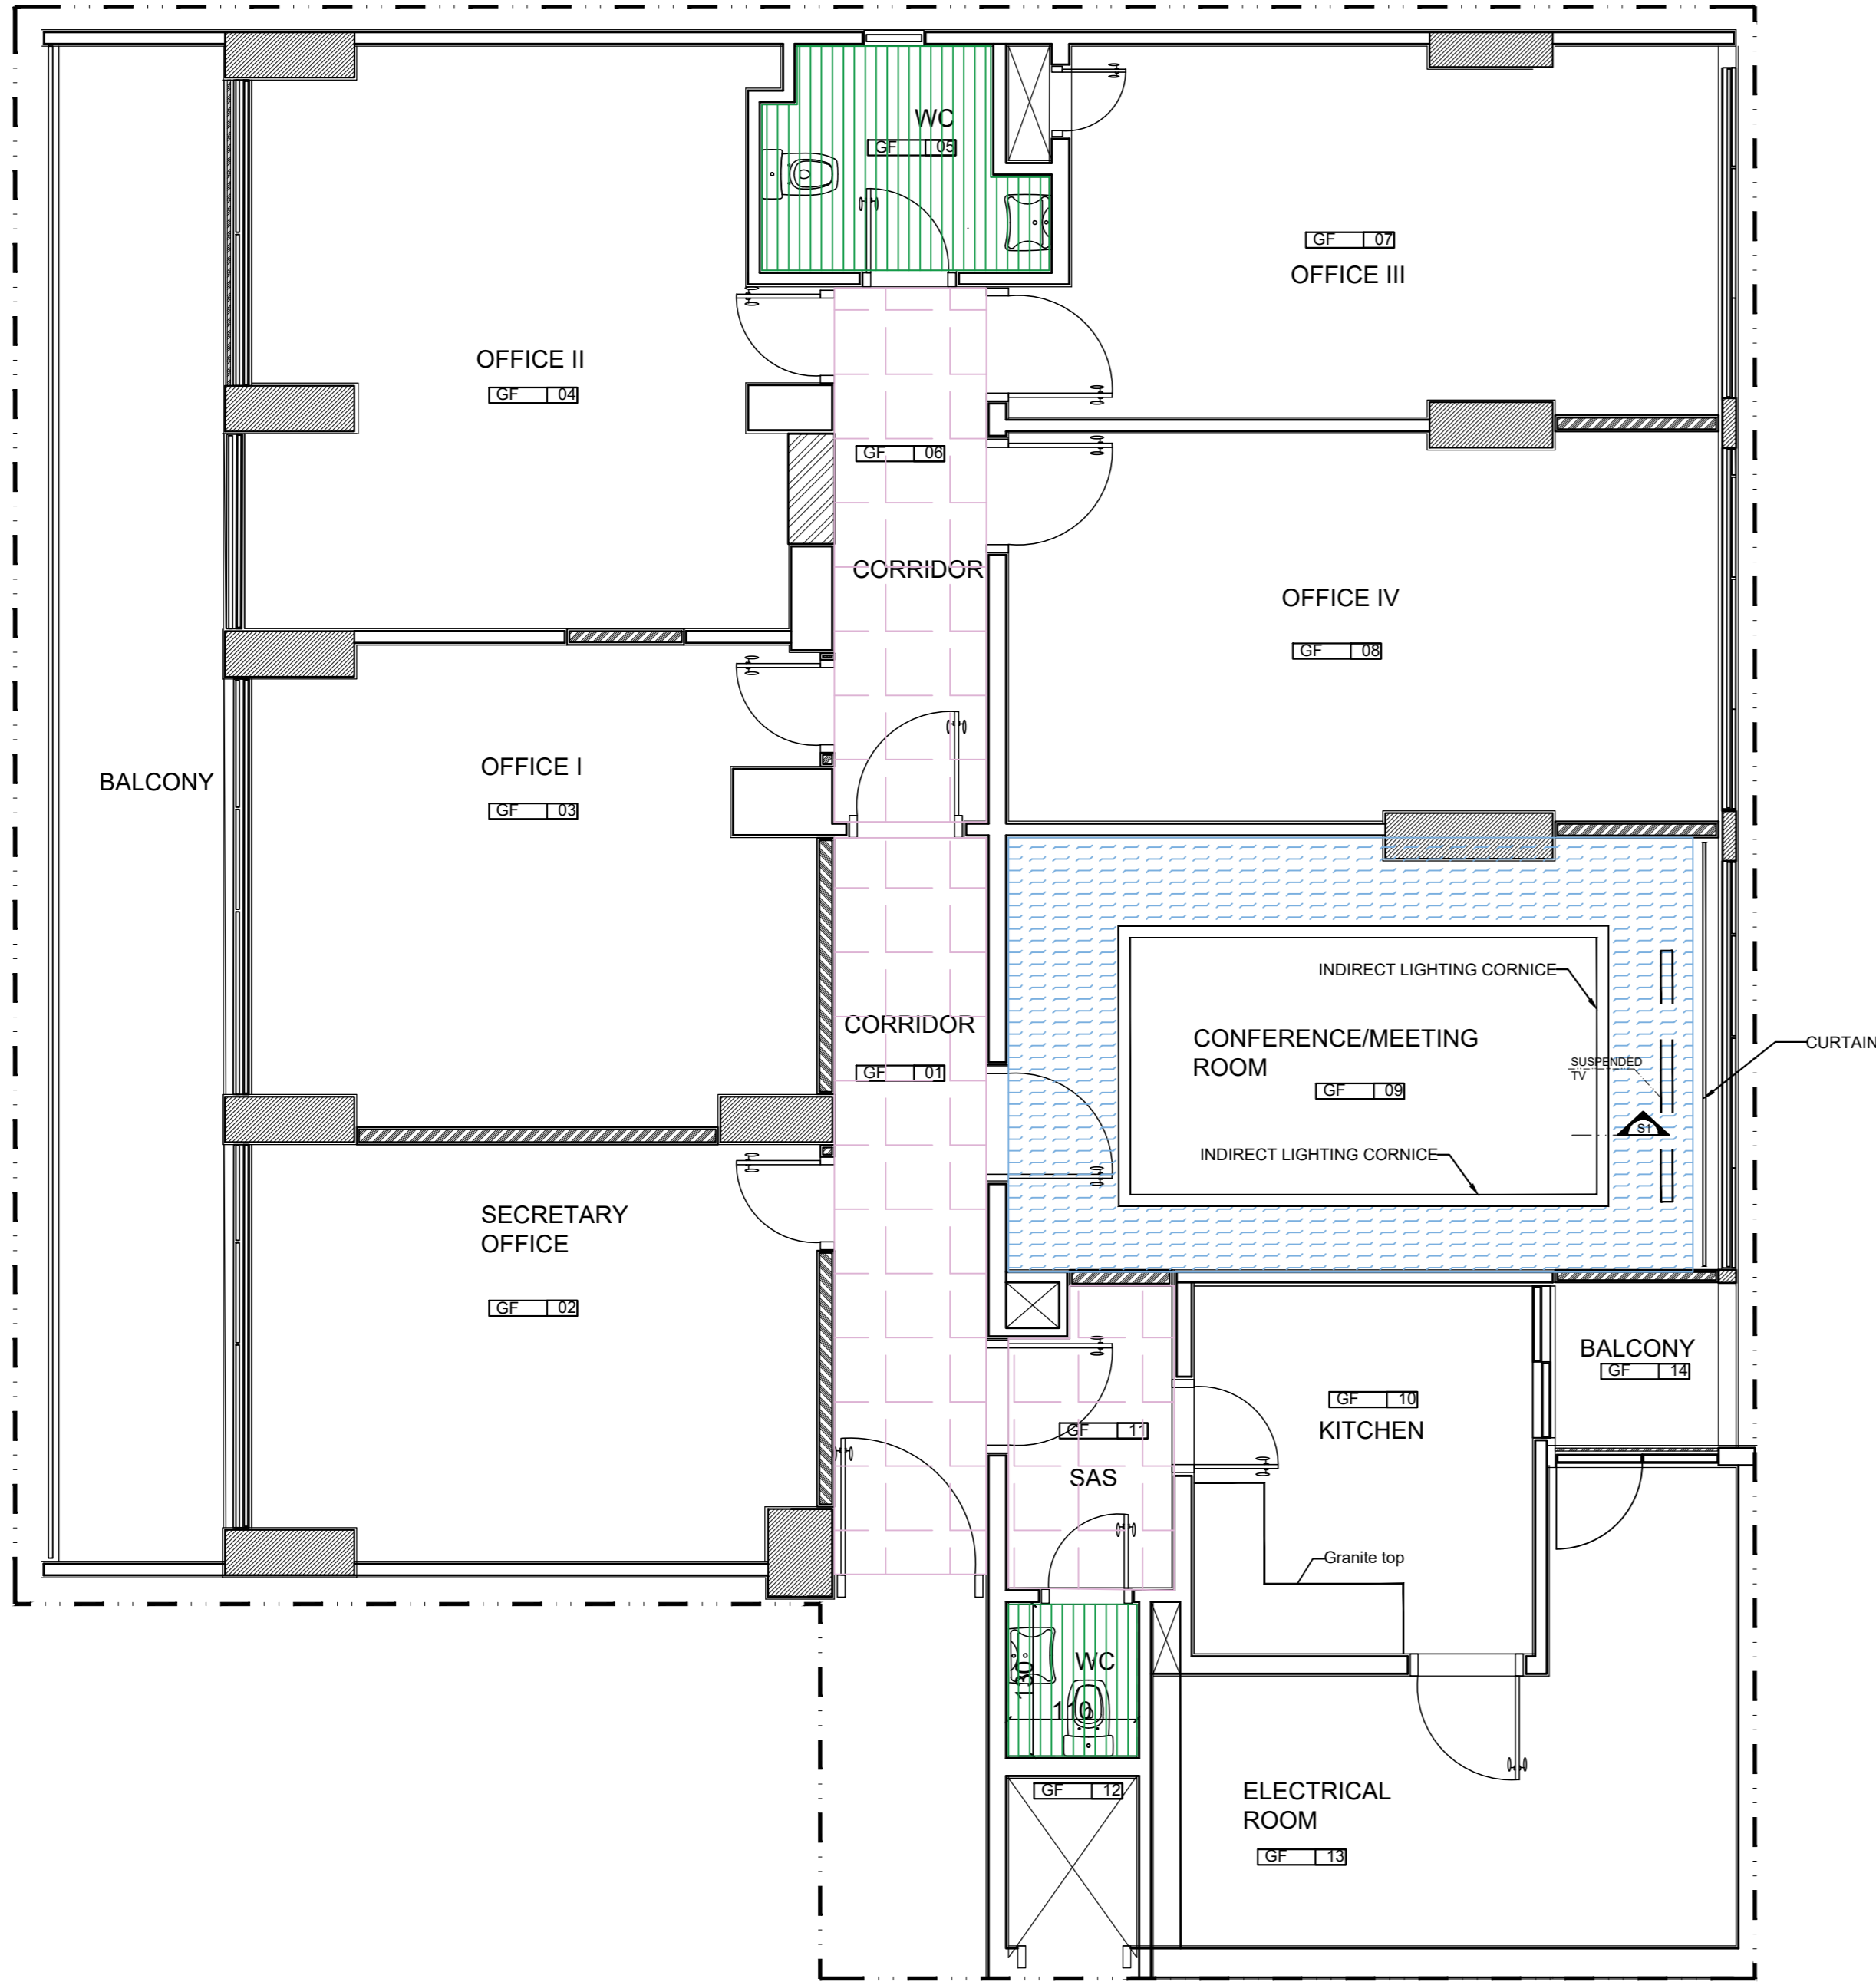 WC
GF 05
GF 07
OFFICE III
OFFICE II
GF 04
GF 06
CORRIDOR
OFFICE IV
GF 08
OFFICE I
GF 03
BALCONY
INDIRECT LIGHTING CORNICE
CORRIDOR
GF 01
CONFERENCE/MEETING
ROOM
GF 09
SUSPENDED
TV
CURTAIN
S1
INDIRECT LIGHTING CORNICE
SECRETARY
OFFICE
GF 02
BALCONY
GF 14
GF 10
KITCHEN
GF 11
SAS
Granite top
WC
130
110
GF 12
ELECTRICAL
ROOM
GF 13